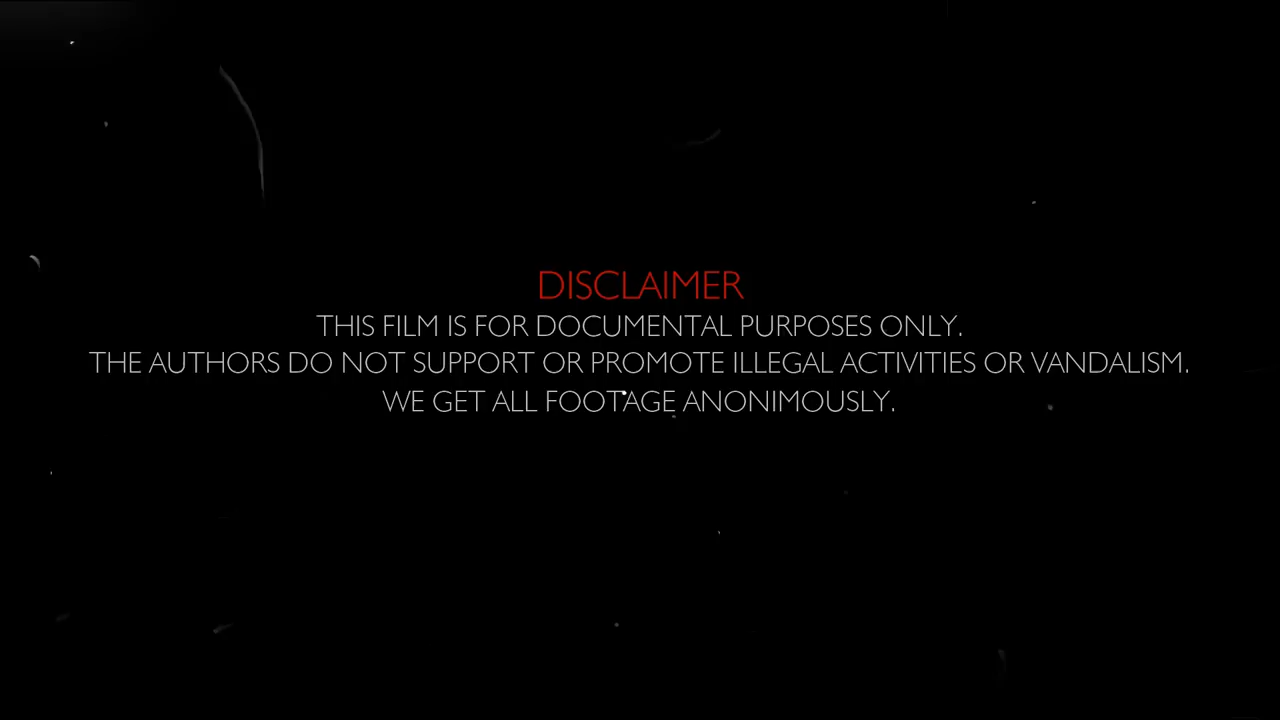 DISCLAIMER
THIS FILM IS FOR DOCUMENTAL PURPOSES ONLY.
THE AUTHORS DO NOT SUPPORT OR PROMOTE ILLEGAL ACTIVITIES OR VANDALISM.
WE GET ALL FOOTAGE ANONIMOUSLY.